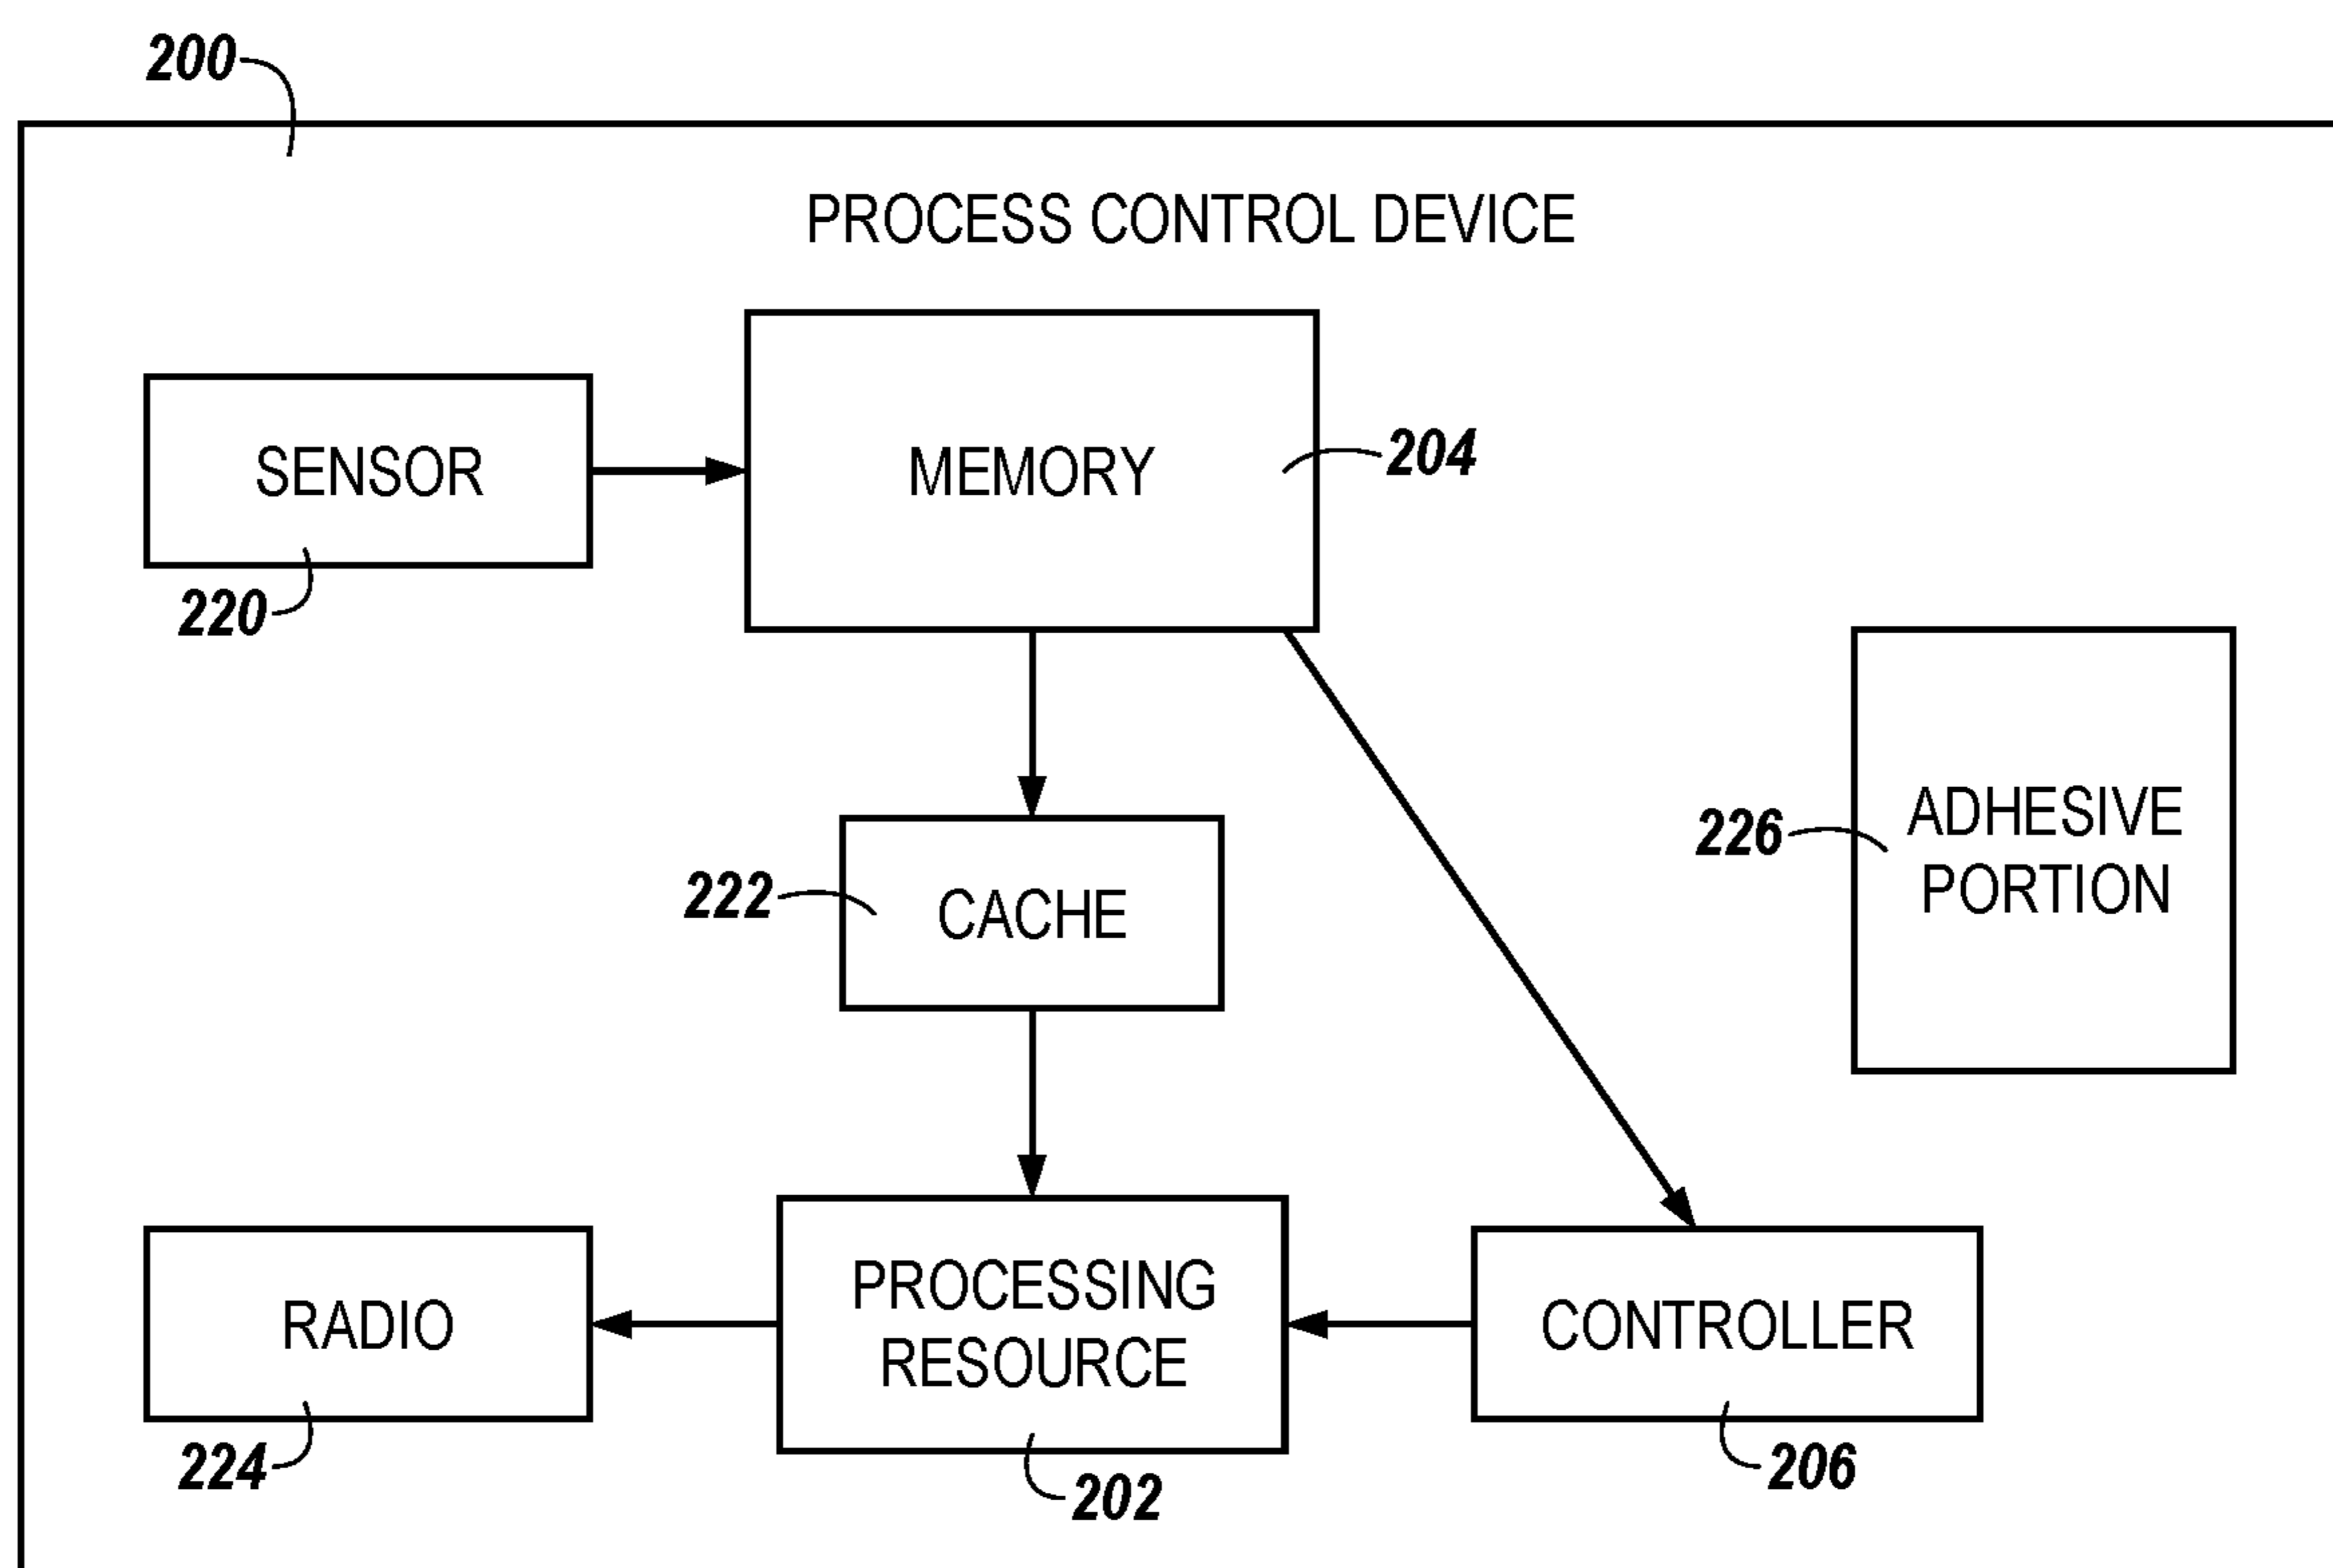 200
PROCESS CONTROL DEVICE
SENSOR
MEMORY
204
220
226
ADHESIVE
PORTION
222
CACHE
RADIO
PROCESSING
RESOURCE
CONTROLLER
224
202
206